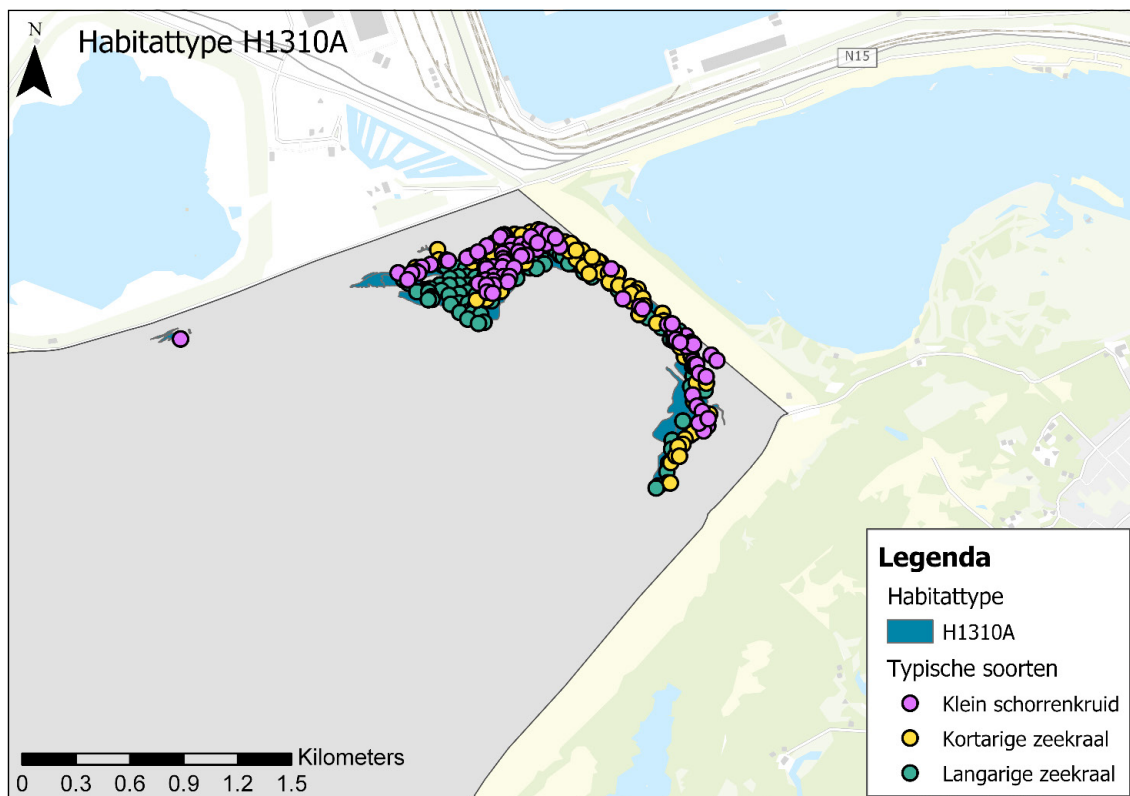 N
Habitattype H1310A
N15
Legenda
Habitattype
H1310A
Typische soorten
Klein schorrenkruid
Kortarige zeekraal
Langarige zeekraal
Kilometers
0 0.3 0.6 0.9 1.2 1.5